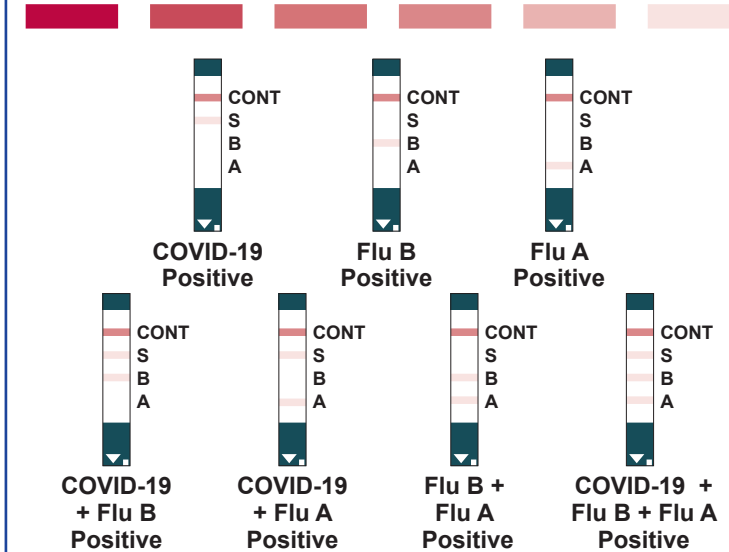 CONT
S
B
A
COVID-19
Positive
CONT
S
B
A
Flu B
Positive
CONT
S
B
A
Flu A
Positive
CONT
S
B
A
COVID-19
+ Flu B
Positive
CONT
S
B
A
COVID-19
+ Flu A
Positive
CONT
S
B
A
Flu B +
Flu A
Positive
CONT
S
B
A
COVID-19 +
Flu B + Flu A
Positive